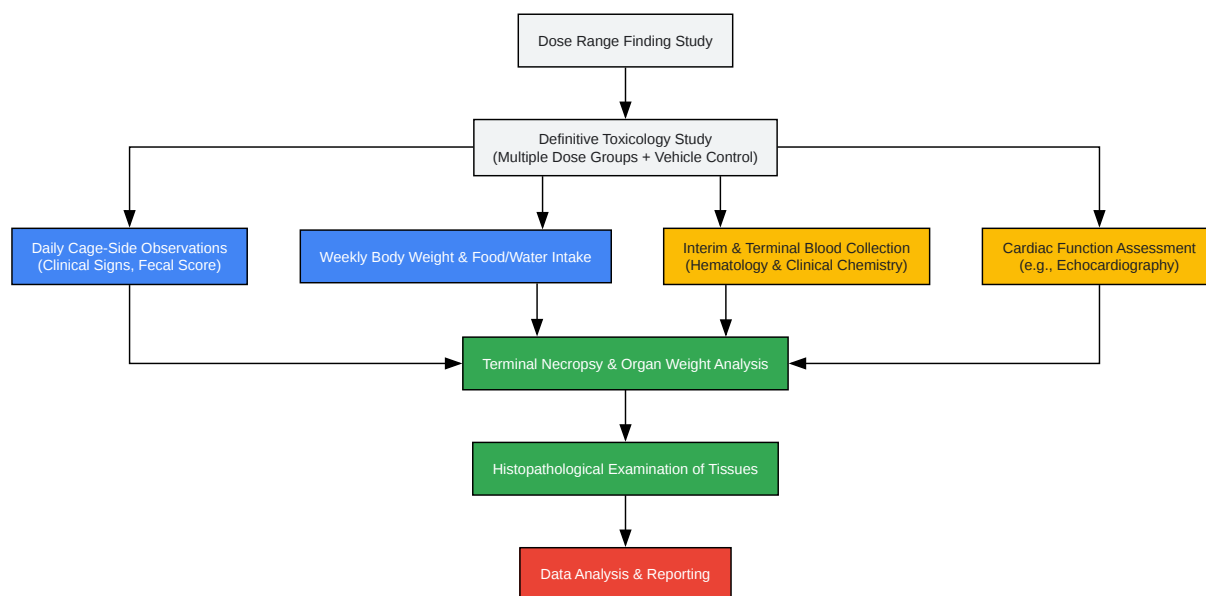 Dose Range Finding Study
Definitive Toxicology Study
(Multiple Dose Groups + Vehicle Control)
Daily Cage-Side Observations
(Clinical Signs, Fecal Score)
Weekly Body Weight & Food/Water Intake
Interim & Terminal Blood Collection
(Hematology & Clinical Chemistry)
Cardiac Function Assessment
(e.g., Echocardiography)
Terminal Necropsy & Organ Weight Analysis
Histopathological Examination of Tissues
Data Analysis & Reporting